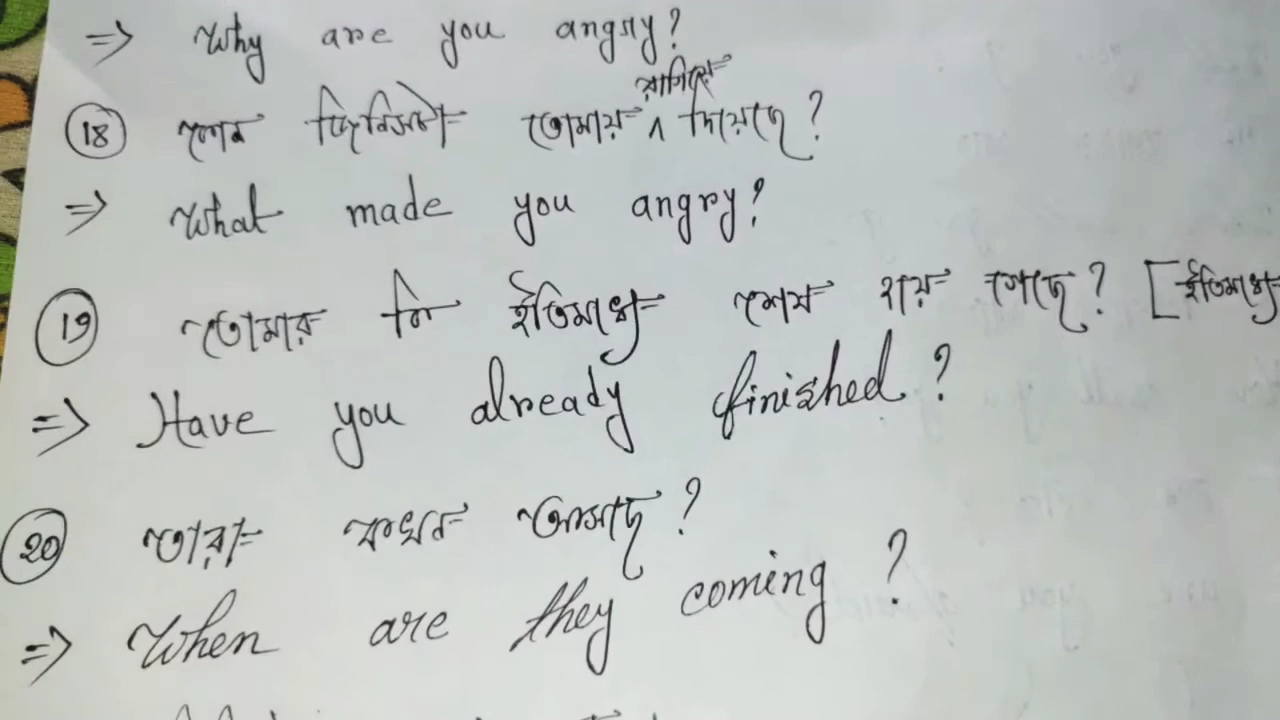 ⇒ Why are you angry?
(18) কোন জিনিসটা তোমায় রাগিয়ে দিয়েছে?
⇒ What made you angry?
(19) তোমার কি ইতিমধ্যে শেষ হয়ে গেছে? [ইতিমধ্যে
⇒ Have you already finished?
(20) তারা কখন আসছে?
⇒ When are they coming?